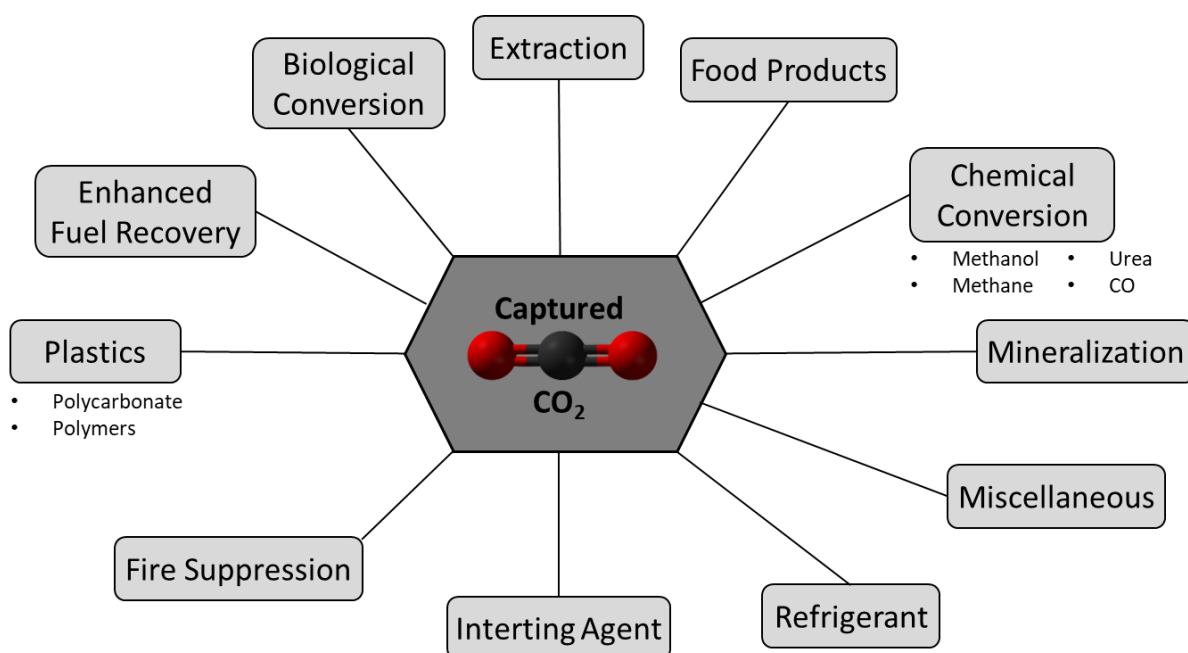 Extraction
Food Products
Biological
Conversion
Chemical
Conversion
• Methanol • Urea
• Methane • CO
Enhanced
Fuel Recovery
Captured
CO₂
Plastics
• Polycarbonate
• Polymers
Mineralization
Miscellaneous
Fire Suppression
Interting Agent
Refrigerant